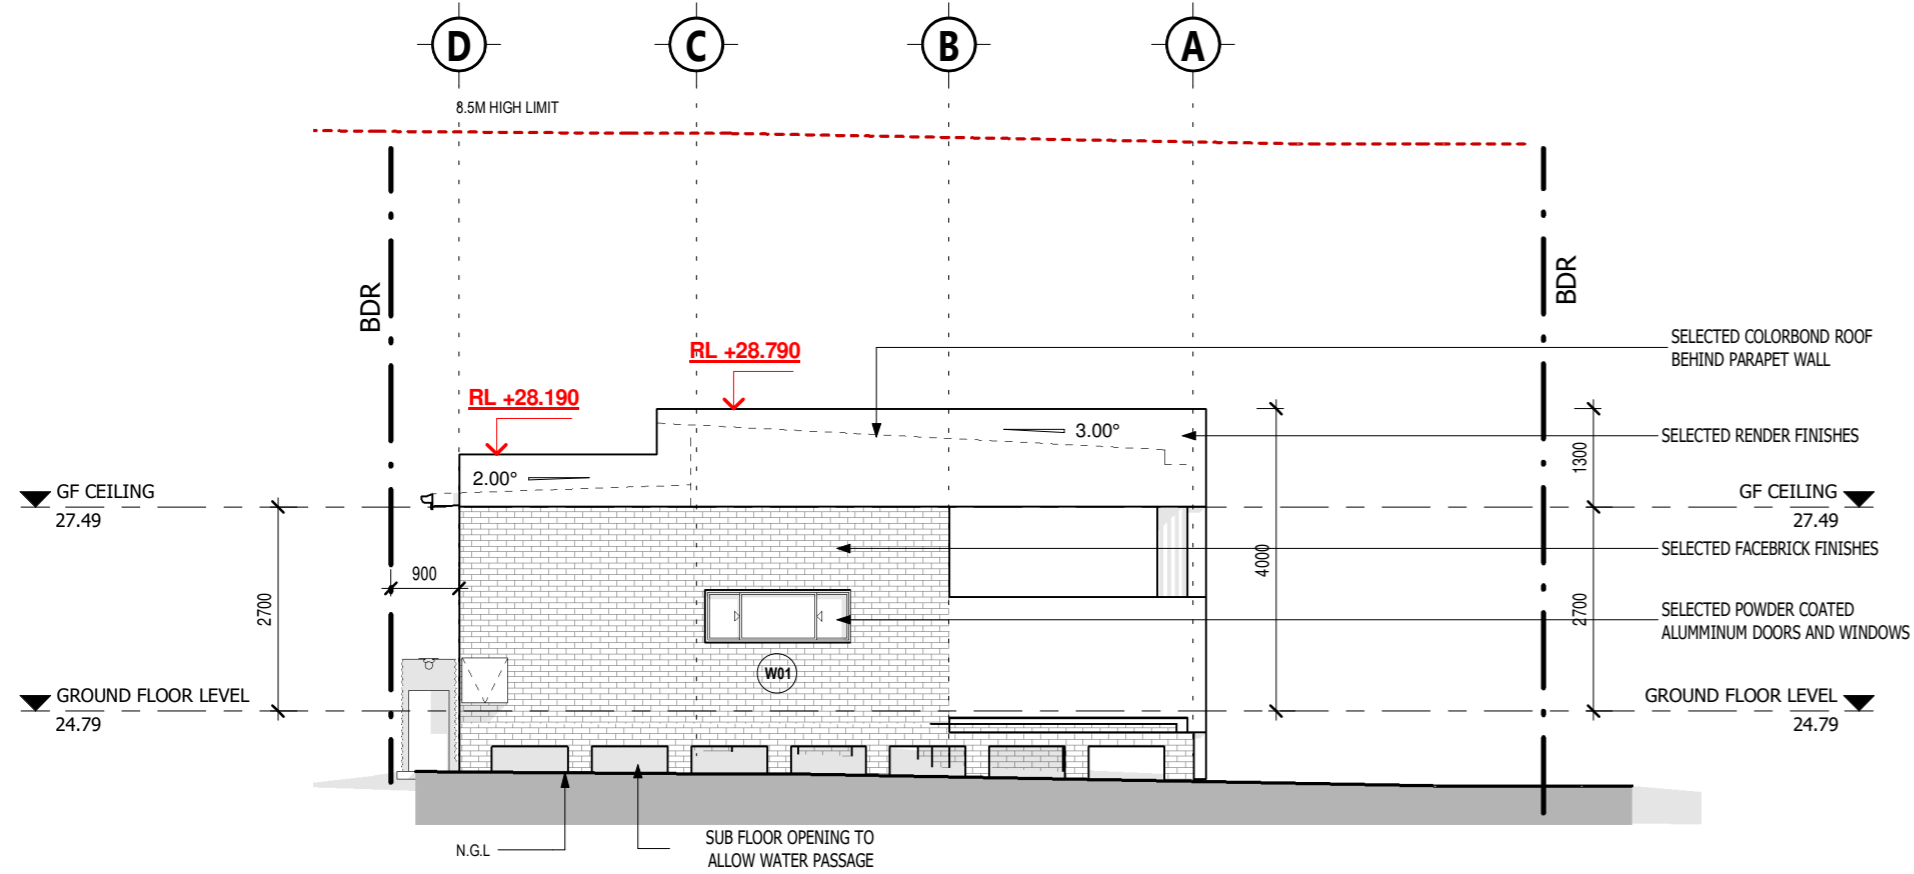 D
C
B
A
8.5M HIGH LIMIT
BDR
BDR
RL +28.790
RL +28.190
SELECTED COLORBOND ROOF
BEHIND PARAPET WALL
3.00°
SELECTED RENDER FINISHES
1300
2.00°
GF CEILING
27.49
GF CEILING
27.49
SELECTED FACEBRICK FINISHES
4000
900
2700
2700
SELECTED POWDER COATED
ALUMMINUM DOORS AND WINDOWS
W01
GROUND FLOOR LEVEL
24.79
GROUND FLOOR LEVEL
24.79
N.G.L
SUB FLOOR OPENING TO
ALLOW WATER PASSAGE